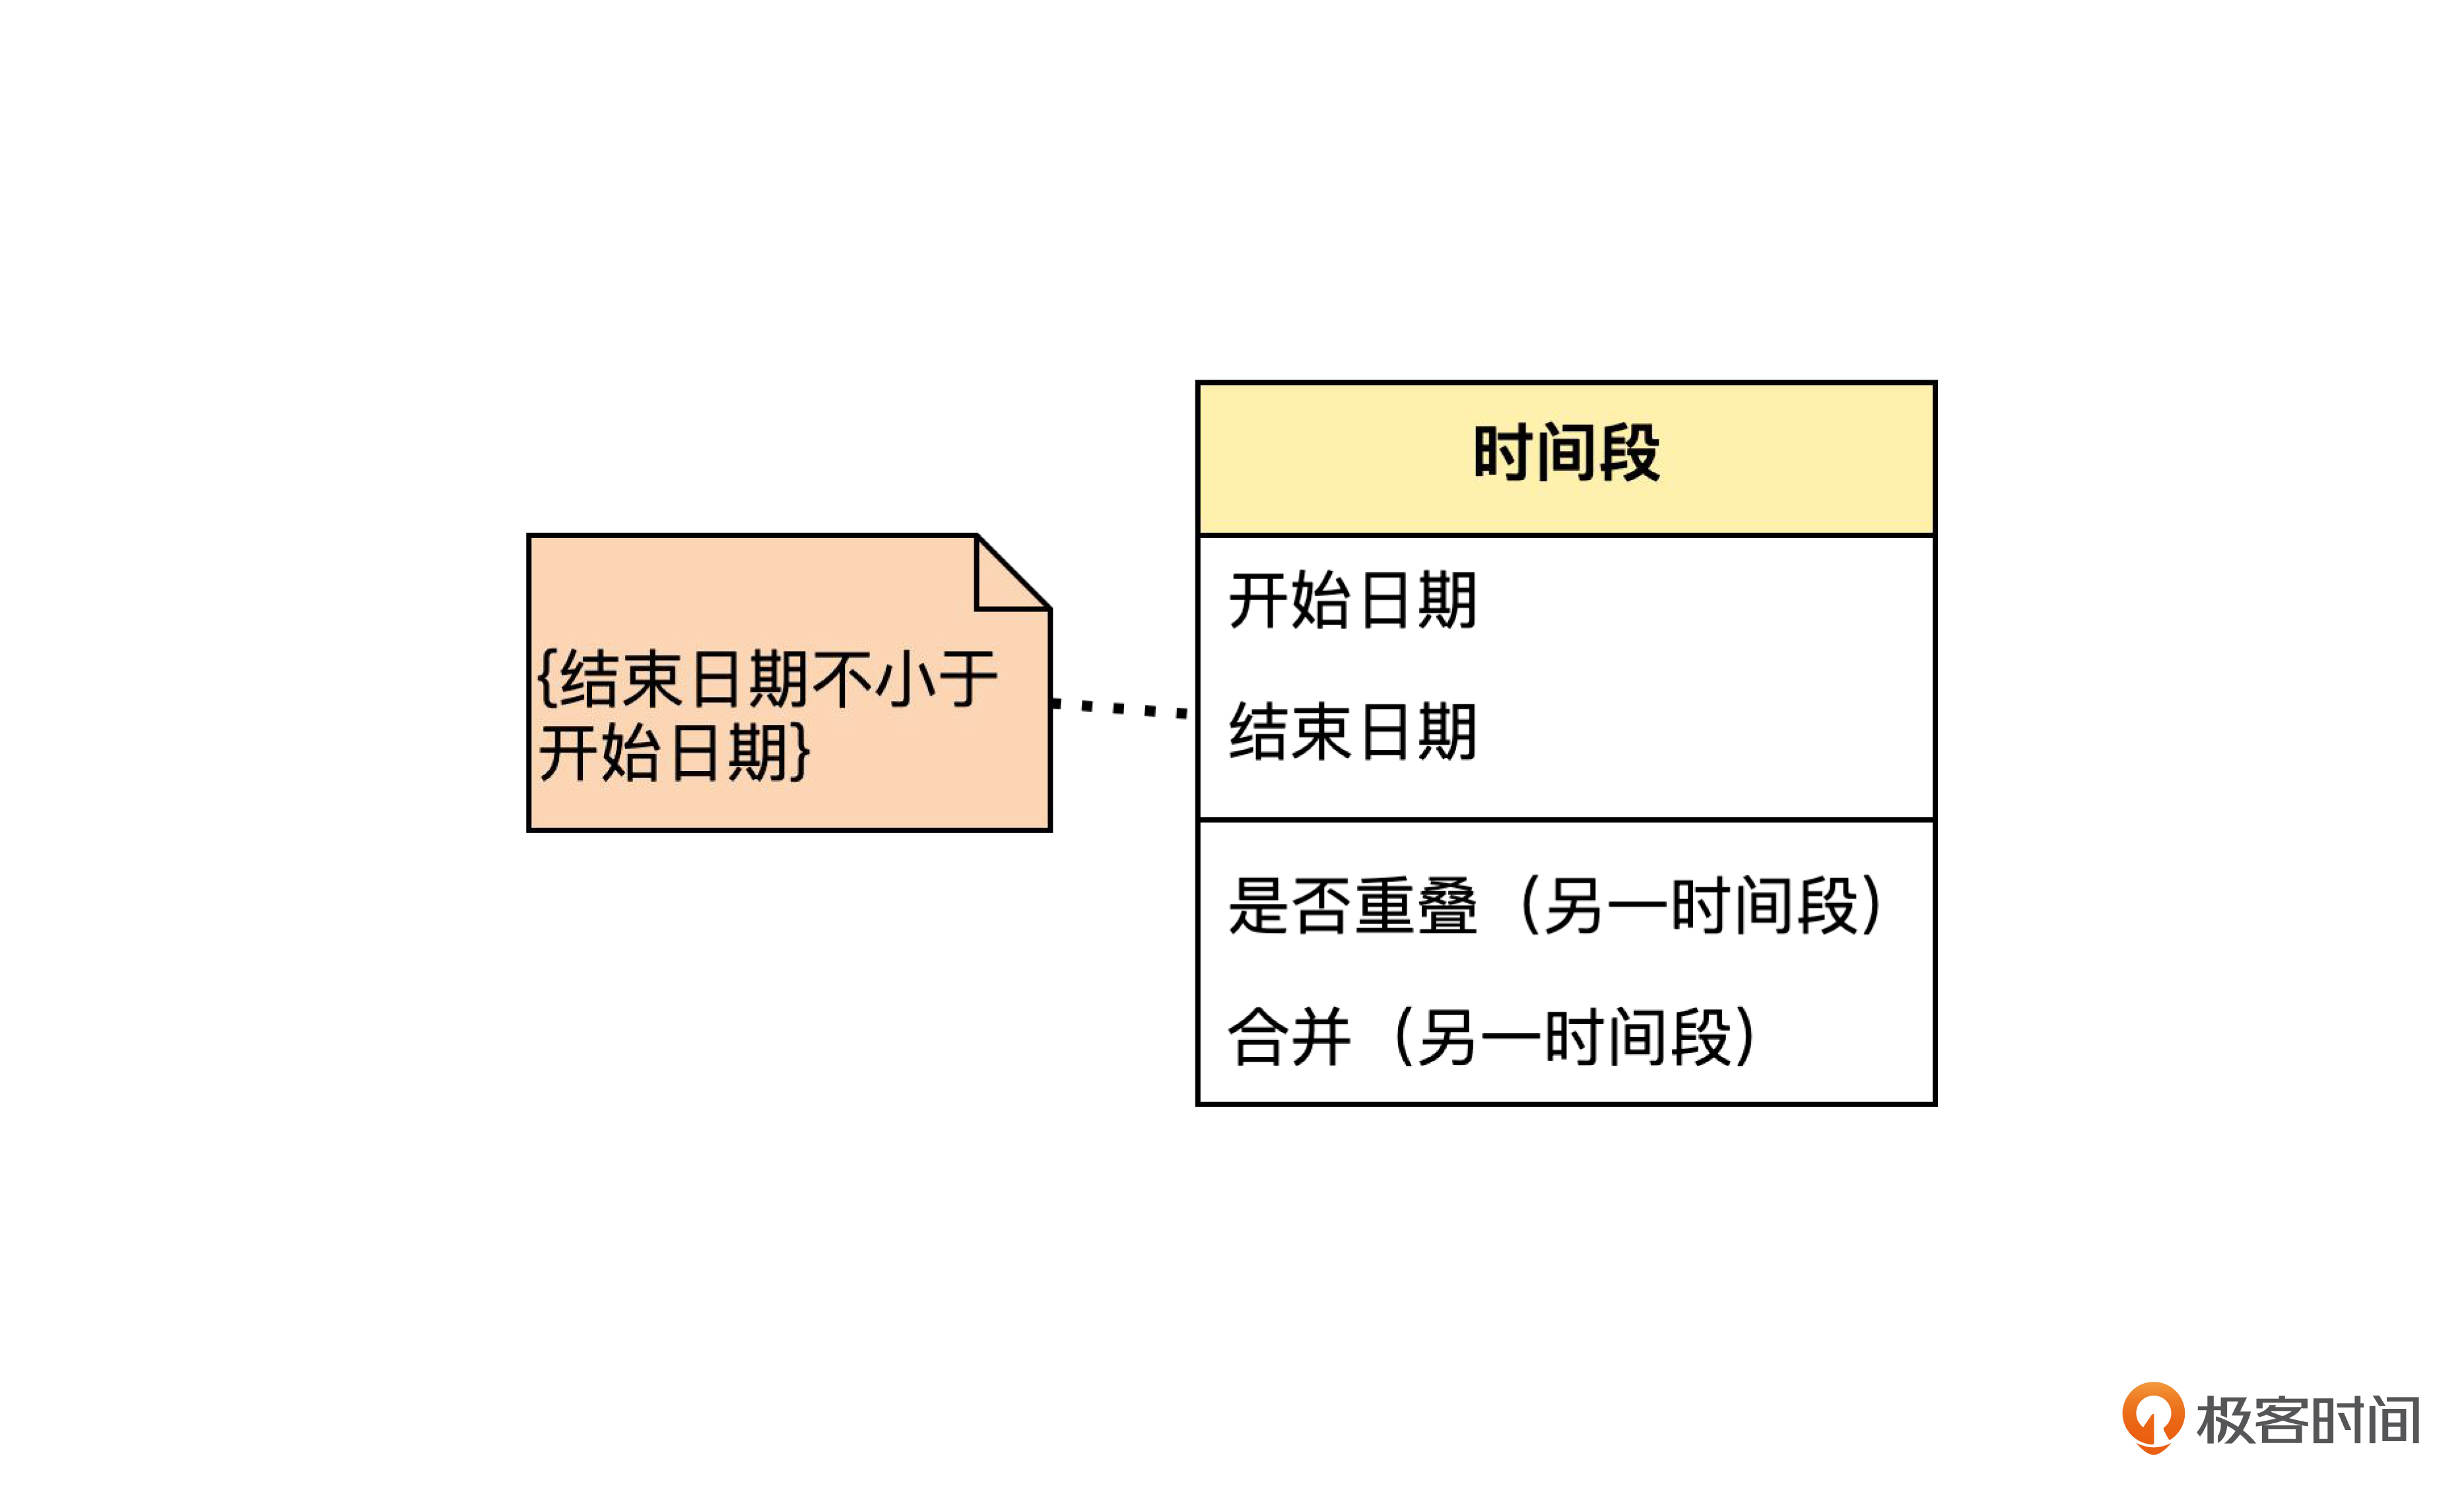 时间段
开始日期
{结束日期不小于
开始日期}
结束日期
是否重叠（另一时间段）
合并（另一时间段）
极客时间